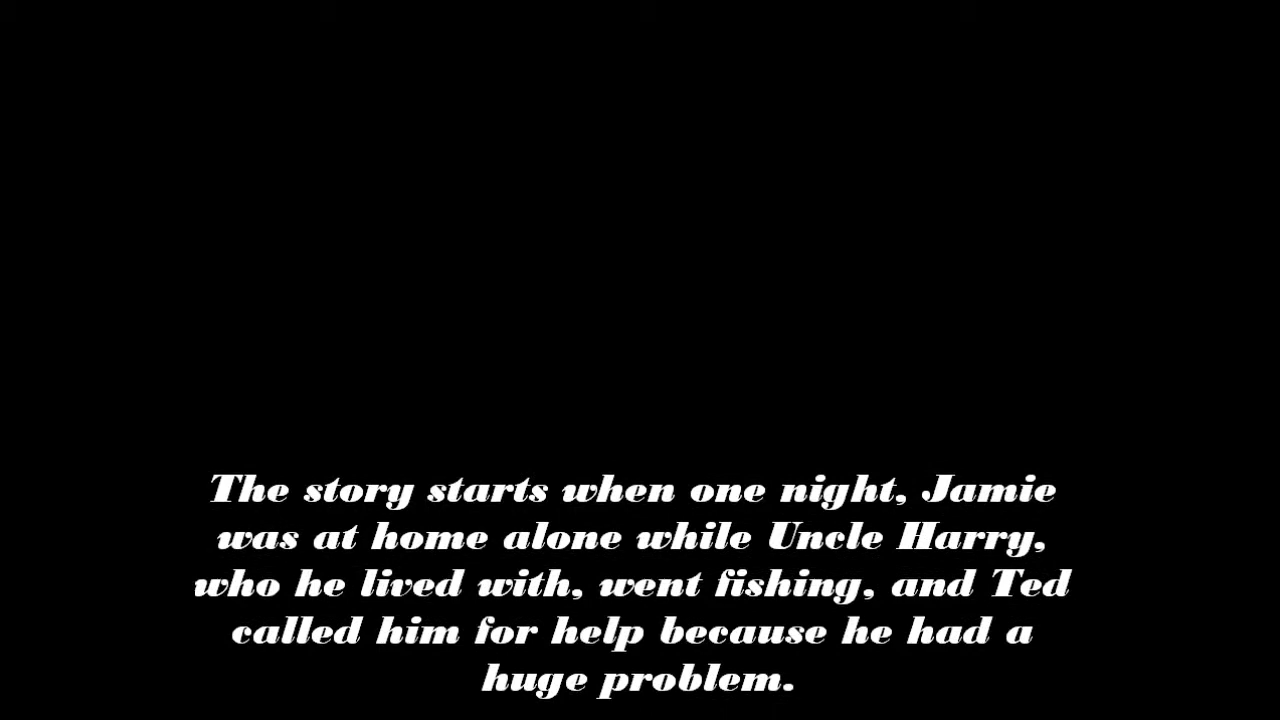 The story starts when one night, Jamie
was at home alone while Uncle Harry,
who he lived with, went fishing, and Ted
called him for help because he had a
huge problem.